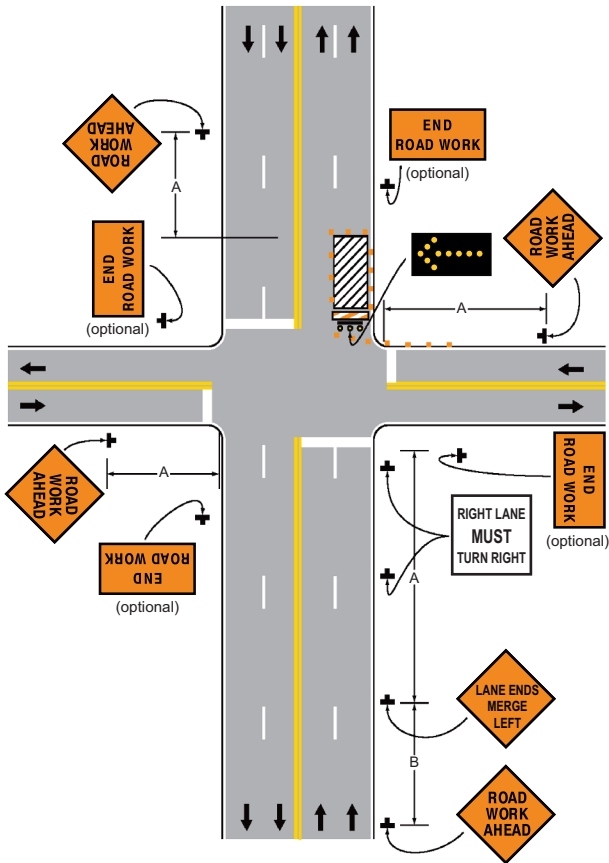 ROAD
WORK
AHEAD
A
END
ROAD WORK
(optional)
END
ROAD WORK
(optional)
ROAD
WORK
AHEAD
A
ROAD
WORK
AHEAD
A
END
ROAD WORK
(optional)
END
ROAD WORK
(optional)
RIGHT LANE
MUST
TURN RIGHT
A
LANE ENDS
MERGE
LEFT
B
ROAD
WORK
AHEAD